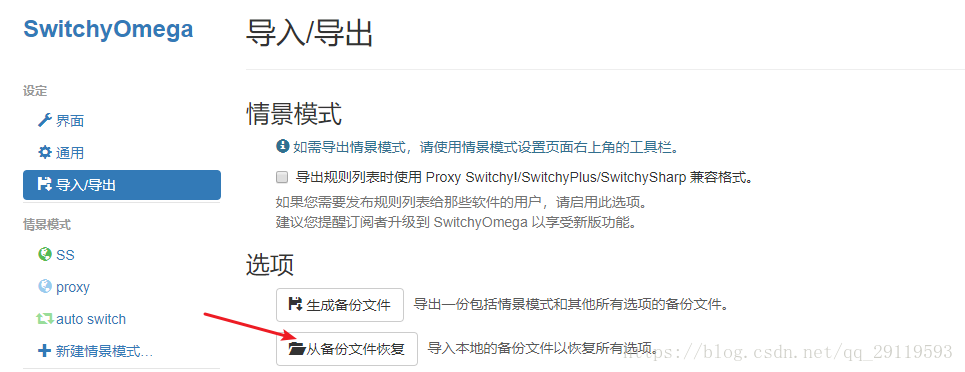 SwitchyOmega
设定
界面
通用
导入/导出
情景模式
SS
proxy
auto switch
新建情景模式…
导入/导出
情景模式
如需导出情景模式，请使用情景模式设置页面右上角的工具栏。
导出规则列表时使用 Proxy Switchy!/SwitchyPlus/SwitchySharp 兼容格式。
如果您需要发布规则列表给那些软件的用户，请启用此选项。
建议您提醒订阅者升级到 SwitchyOmega 以享受新版功能。
选项
生成备份文件 导出一份包括情景模式和其他所有选项的备份文件。
从备份文件恢复 导入本地的备份文件以恢复所有选项。
https://blog.csdn.net/qq_29119593